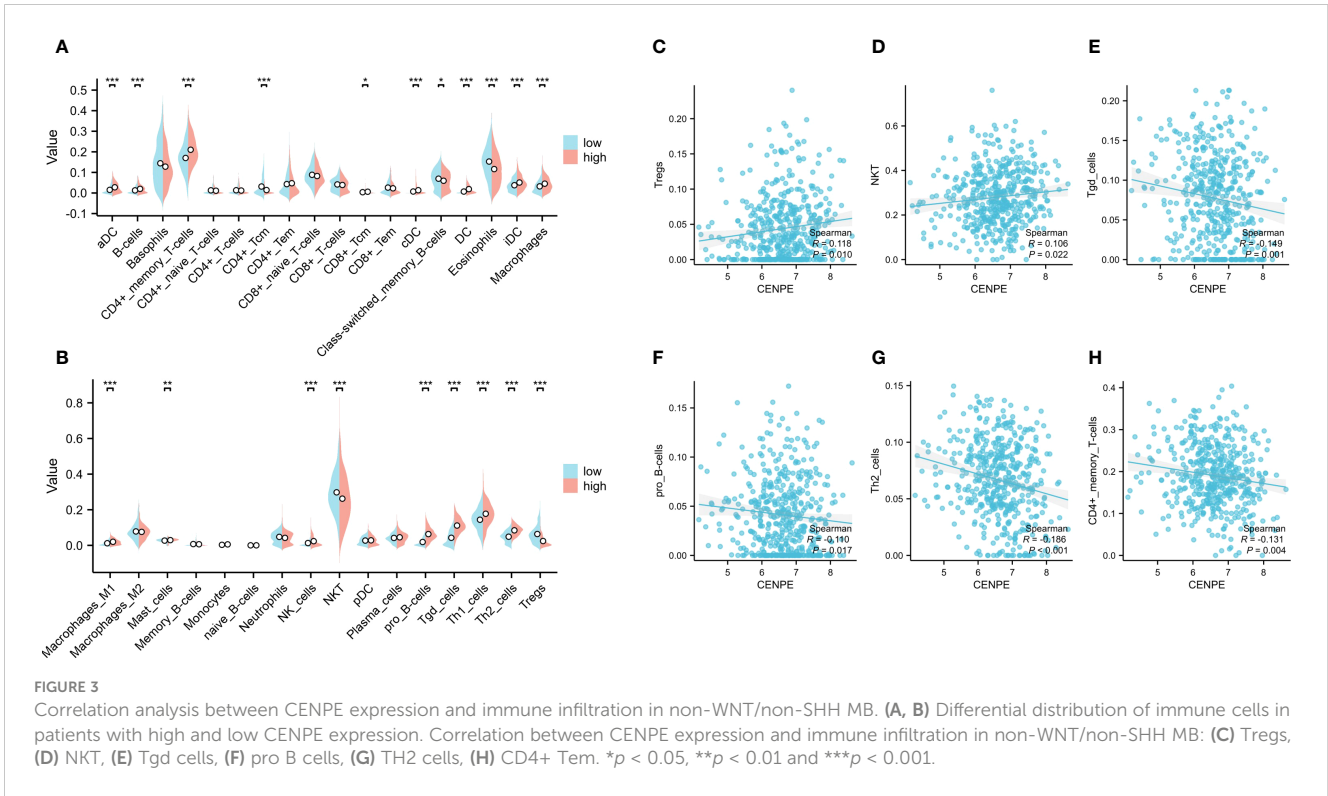 A
*** *** *** *** * *** * *** *** *** ***
0.5
0.4
0.3
0.2
0.1
0.0
-0.1
Value
low
high
aDC
B-cells
Basophils
CD4+_memory_T-cells
CD4+_naive_T-cells
CD4+_T-cells
CD4+_Tcm
CD4+_Tem
CD8+_naive_T-cells
CD8+_T-cells
CD8+_Tcm
CD8+_Tem
cDC
Class-switched_memory_B-cells
DC
Eosinophils
iDC
Macrophages
B
*** ** *** *** *** *** *** *** ***
0.8
0.6
0.4
0.2
0.0
Value
low
high
Macrophages_M1
Macrophages_M2
Mast_cells
Memory_B-cells
Monocytes
naive_B-cells
Neutrophils
NK_cells
NKT
pDC
Plasma_cells
pro_B-cells
Tgd_cells
Th1_cells
Th2_cells
Tregs
C
0.20
0.15
0.10
0.05
0.00
Tregs
Spearman
R = 0.118
P = 0.010
5 6 7 8
CENPE
D
0.6
0.4
0.2
0.0
NKT
Spearman
R = 0.106
P = 0.022
5 6 7 8
CENPE
E
0.20
0.15
0.10
0.05
0.00
Tgd_cells
Spearman
R = -0.149
P = 0.001
5 6 7 8
CENPE
F
0.15
0.10
0.05
0.00
pro_B-cells
Spearman
R = -0.110
P = 0.017
5 6 7 8
CENPE
G
0.15
0.10
0.05
0.00
Th2_cells
Spearman
R = -0.186
P < 0.001
5 6 7 8
CENPE
H
0.4
0.3
0.2
0.1
0.0
CD4+_memory_T-cells
Spearman
R = -0.131
P = 0.004
5 6 7 8
CENPE
FIGURE 3
Correlation analysis between CENPE expression and immune infiltration in non-WNT/non-SHH MB. (A, B) Differential distribution of immune cells in
patients with high and low CENPE expression. Correlation between CENPE expression and immune infiltration in non-WNT/non-SHH MB: (C) Tregs,
(D) NKT, (E) Tgd cells, (F) pro B cells, (G) TH2 cells, (H) CD4+ Tem. *p < 0.05, **p < 0.01 and ***p < 0.001.